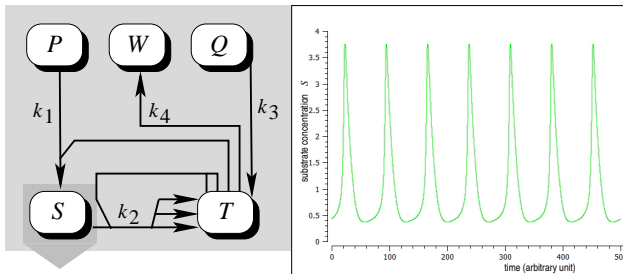 P W Q
k1 k4 k3
S k2 T
substrate concentration S
4
3.5
3
2.5
2
1.5
1
0.5
0
0 100 200 300 400 50
time (arbitrary unit)